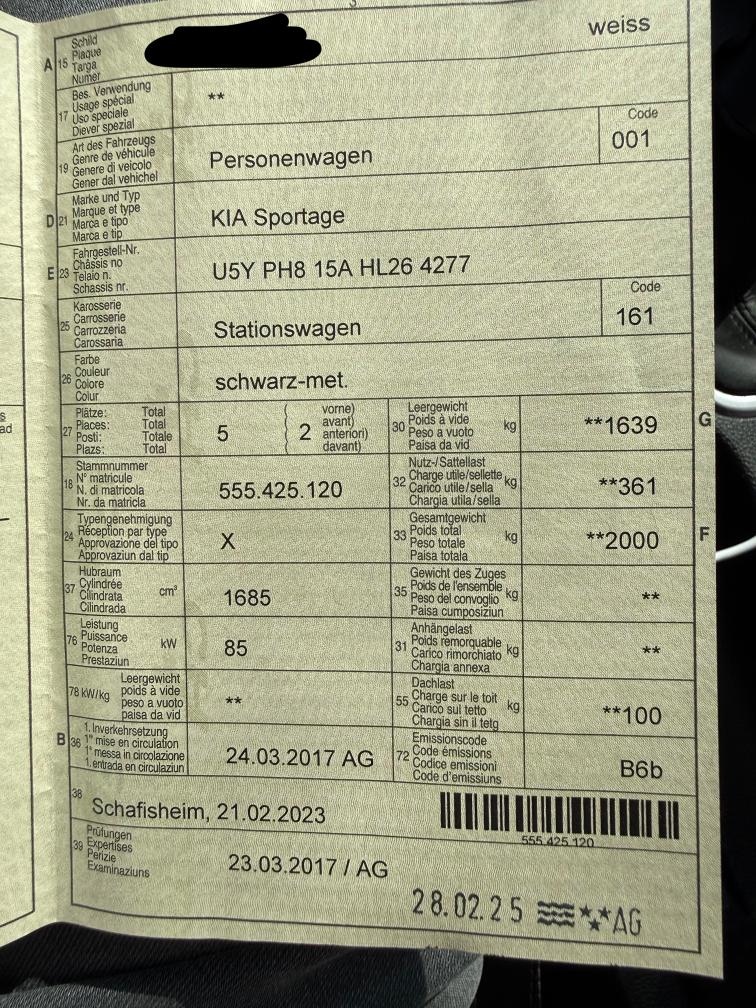 A 15 Schild
Plaque
Targa
Numer
weiss
17 Bes. Verwendung
Usage spécial
Uso speciale
Diever spezial
**
19 Art des Fahrzeugs
Genre de véhicule
Genere di veicolo
Gener dal vehichel
Personenwagen
Code
001
D 21 Marke und Typ
Marque et type
Marca e tipo
Marca e tip
KIA Sportage
E 23 Fahrgestell-Nr.
Châssis no
Telaio n.
Schassis nr.
U5Y PH8 15A HL26 4277
25 Karosserie
Carrosserie
Carrozzeria
Carossaria
Stationswagen
Code
161
26 Farbe
Couleur
Colore
Colur
schwarz-met.
27 Plätze: Total
Places: Total
Posti: Totale
Plazs: Total
5
2
vorne)
avant)
anteriori)
davant)
30 Leergewicht
Poids à vide
Peso a vuoto
Paisa da vid
kg
**1639
G
18 Stammnummer
N° matricule
N. di matricola
Nr. da matricla
555.425.120
32 Nutz-/Sattellast
Charge utile/sellette
Carico utile/sella
Chargia utila/sella
kg
**361
24 Typengenehmigung
Réception par type
Approvazione del tipo
Approvaziun dal tip
X
33 Gesamtgewicht
Poids total
Peso totale
Paisa totala
kg
**2000
F
37 Hubraum
Cylindrée
Cilindrata
Cilindrada
cm³
1685
35 Gewicht des Zuges
Poids de l'ensemble
Peso del convoglio
Paisa cumposiziun
kg
**
76 Leistung
Puissance
Potenza
Prestaziun
kW
85
31 Anhängelast
Poids remorquable
Carico rimorchiato
Chargia annexa
kg
**
78 kW/kg
Leergewicht
poids à vide
peso a vuoto
paisa da vid
**
55 Dachlast
Charge sur le toit
Carico sul tetto
Chargia sin il tetg
kg
**100
B 36 1. Inverkehrsetzung
1re mise en circulation
1a messa in circolazione
1. entrada en circulaziun
24.03.2017 AG
72 Emissionscode
Code émissions
Codice emissioni
Code d'emissiuns
B6b
38
Schafisheim, 21.02.2023
555 425 120
39 Prüfungen
Expertises
Perizie
Examinaziuns
23.03.2017 / AG
28.02.25 AG